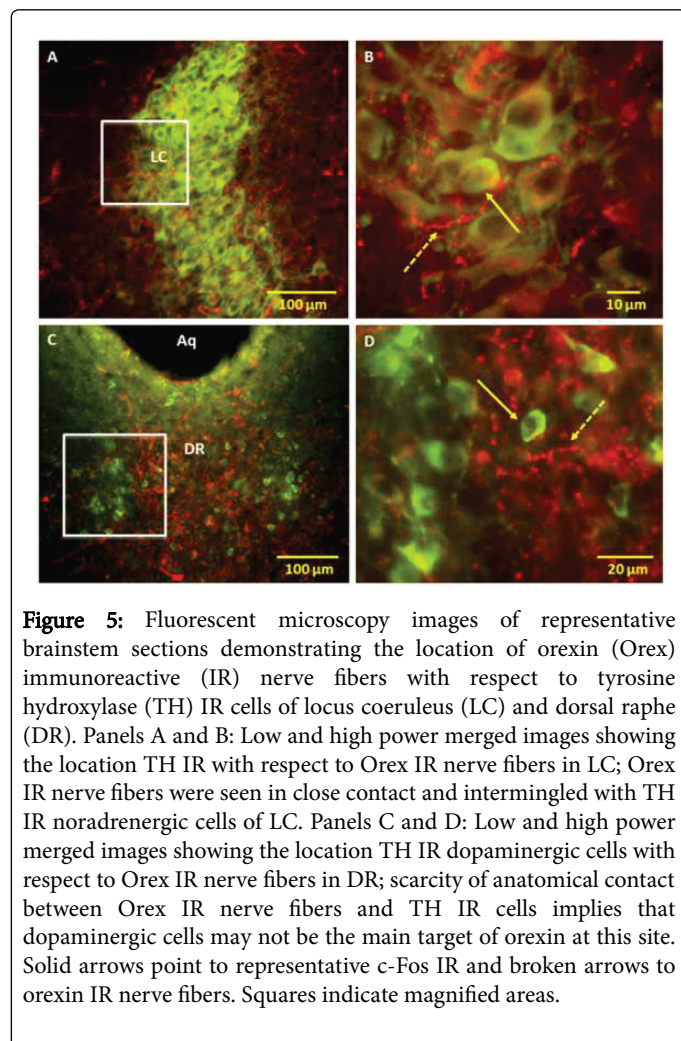 A
B
LC
100 μm
10 μm
C
Aq
D
DR
100 μm
20 μm
Figure 5: Fluorescent microscopy images of representative
brainstem sections demonstrating the location of orexin (Orex)
immunoreactive (IR) nerve fibers with respect to tyrosine
hydroxylase (TH) IR cells of locus coeruleus (LC) and dorsal raphe
(DR). Panels A and B: Low and high power merged images showing
the location TH IR with respect to Orex IR nerve fibers in LC; Orex
IR nerve fibers were seen in close contact and intermingled with TH
IR noradrenergic cells of LC. Panels C and D: Low and high power
merged images showing the location TH IR dopaminergic cells with
respect to Orex IR nerve fibers in DR; scarcity of anatomical contact
between Orex IR nerve fibers and TH IR cells implies that
dopaminergic cells may not be the main target of orexin at this site.
Solid arrows point to representative c-Fos IR and broken arrows to
orexin IR nerve fibers. Squares indicate magnified areas.